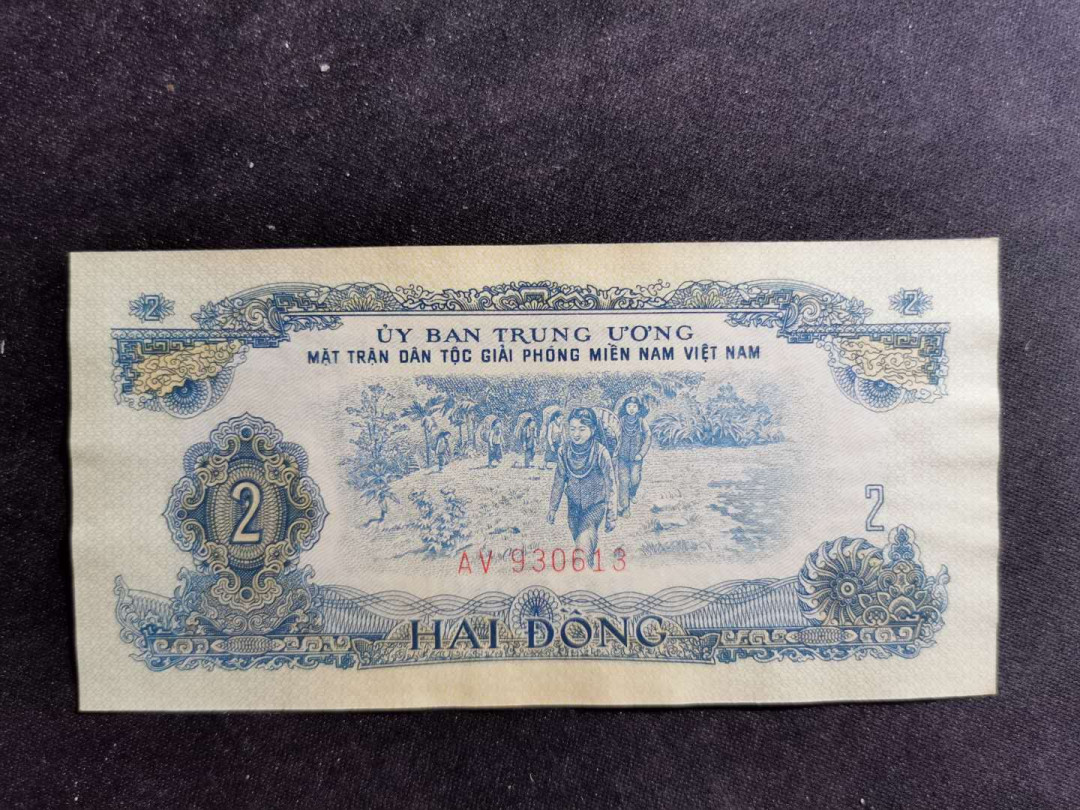 2 2
ỦY BAN TRUNG ƯƠNG
MẶT TRẬN DÂN TỘC GIẢI PHÓNG MIỀN NAM VIỆT NAM
2 2
AV 930613
HAI ĐỒNG